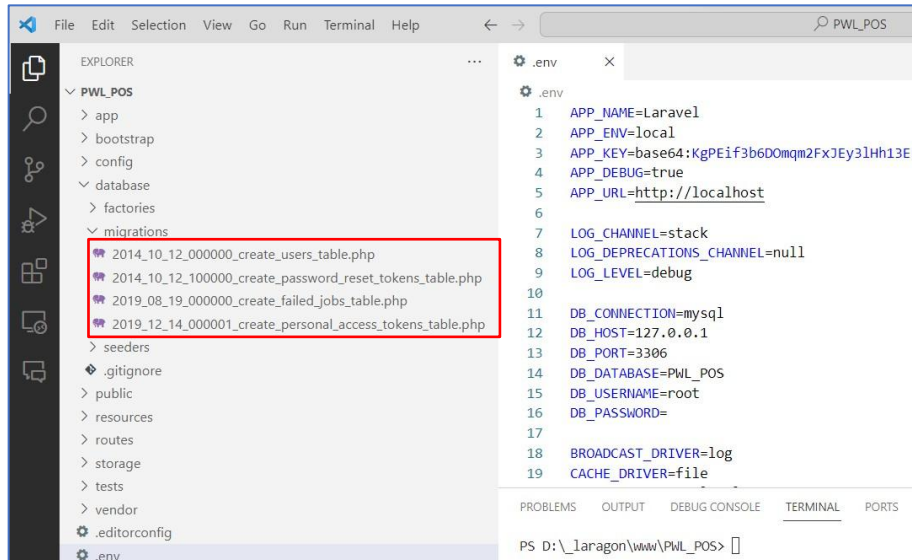 File Edit Selection View Go Run Terminal Help
PWL_POS
EXPLORER
PWL_POS
app
bootstrap
config
database
factories
migrations
2014_10_12_000000_create_users_table.php
2014_10_12_100000_create_password_reset_tokens_table.php
2019_08_19_000000_create_failed_jobs_table.php
2019_12_14_000001_create_personal_access_tokens_table.php
seeders
.gitignore
public
resources
routes
storage
tests
vendor
.editorconfig
.env
.env
.env
1 APP_NAME=Laravel
2 APP_ENV=local
3 APP_KEY=base64:KgPEif3b6DOmqm2FxJEy3lHh13E
4 APP_DEBUG=true
5 APP_URL=http://localhost
6
7 LOG_CHANNEL=stack
8 LOG_DEPRECATIONS_CHANNEL=null
9 LOG_LEVEL=debug
10
11 DB_CONNECTION=mysql
12 DB_HOST=127.0.0.1
13 DB_PORT=3306
14 DB_DATABASE=PWL_POS
15 DB_USERNAME=root
16 DB_PASSWORD=
17
18 BROADCAST_DRIVER=log
19 CACHE_DRIVER=file
PROBLEMS OUTPUT DEBUG CONSOLE TERMINAL PORTS
PS D:\_laragon\www\PWL_POS>